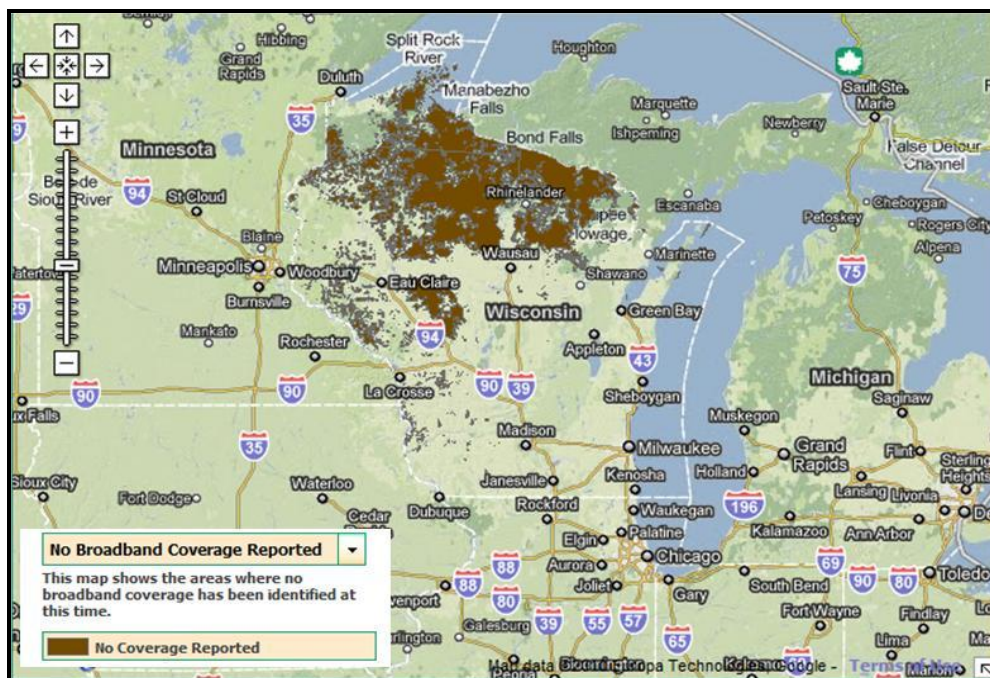 Bemidji
Hibbing
Split Rock
River
Houghton
Grand
Rapids
Duluth
Manabezho
Falls
Marquette
Sault Ste.
Marie
35
Bond Falls
Ishpeming
Newberry
False Detour
Channel
Minnesota
94
St Cloud
Rhinelander
Escanaba
Cheboygan
Petoskey
Rogers City
Blaine
Wausau
Marinette
Alpena
Minneapolis
Woodbury
Eau Claire
Shawano
75
Burnsville
Wisconsin
Green Bay
29
Mankato
Rochester
94
Appleton
43
90
90
La Crosse
90
39
Sheboygan
Michigan
Saginaw
35
Madison
Milwaukee
Muskegon
Grand
Rapids
Flint
Sterling
Heights
Sioux City
Fort Dodge
Waterloo
Janesville
Kenosha
Holland
Lansing
Livonia
Cedar
Dubuque
Rockford
Waukegan
196
Kalamazoo
Ann Arbor
Elgin
Palatine
No Broadband Coverage Reported
This map shows the areas where no
broadband coverage has been identified at
this time.
No Coverage Reported
88
Aurora
Chicago
69
88
Joliet
Gary
South Bend
90
80
Toledo
80
Galesburg
39
55
57
65
Fort Wayne
Findlay
Lima
Terms of Use